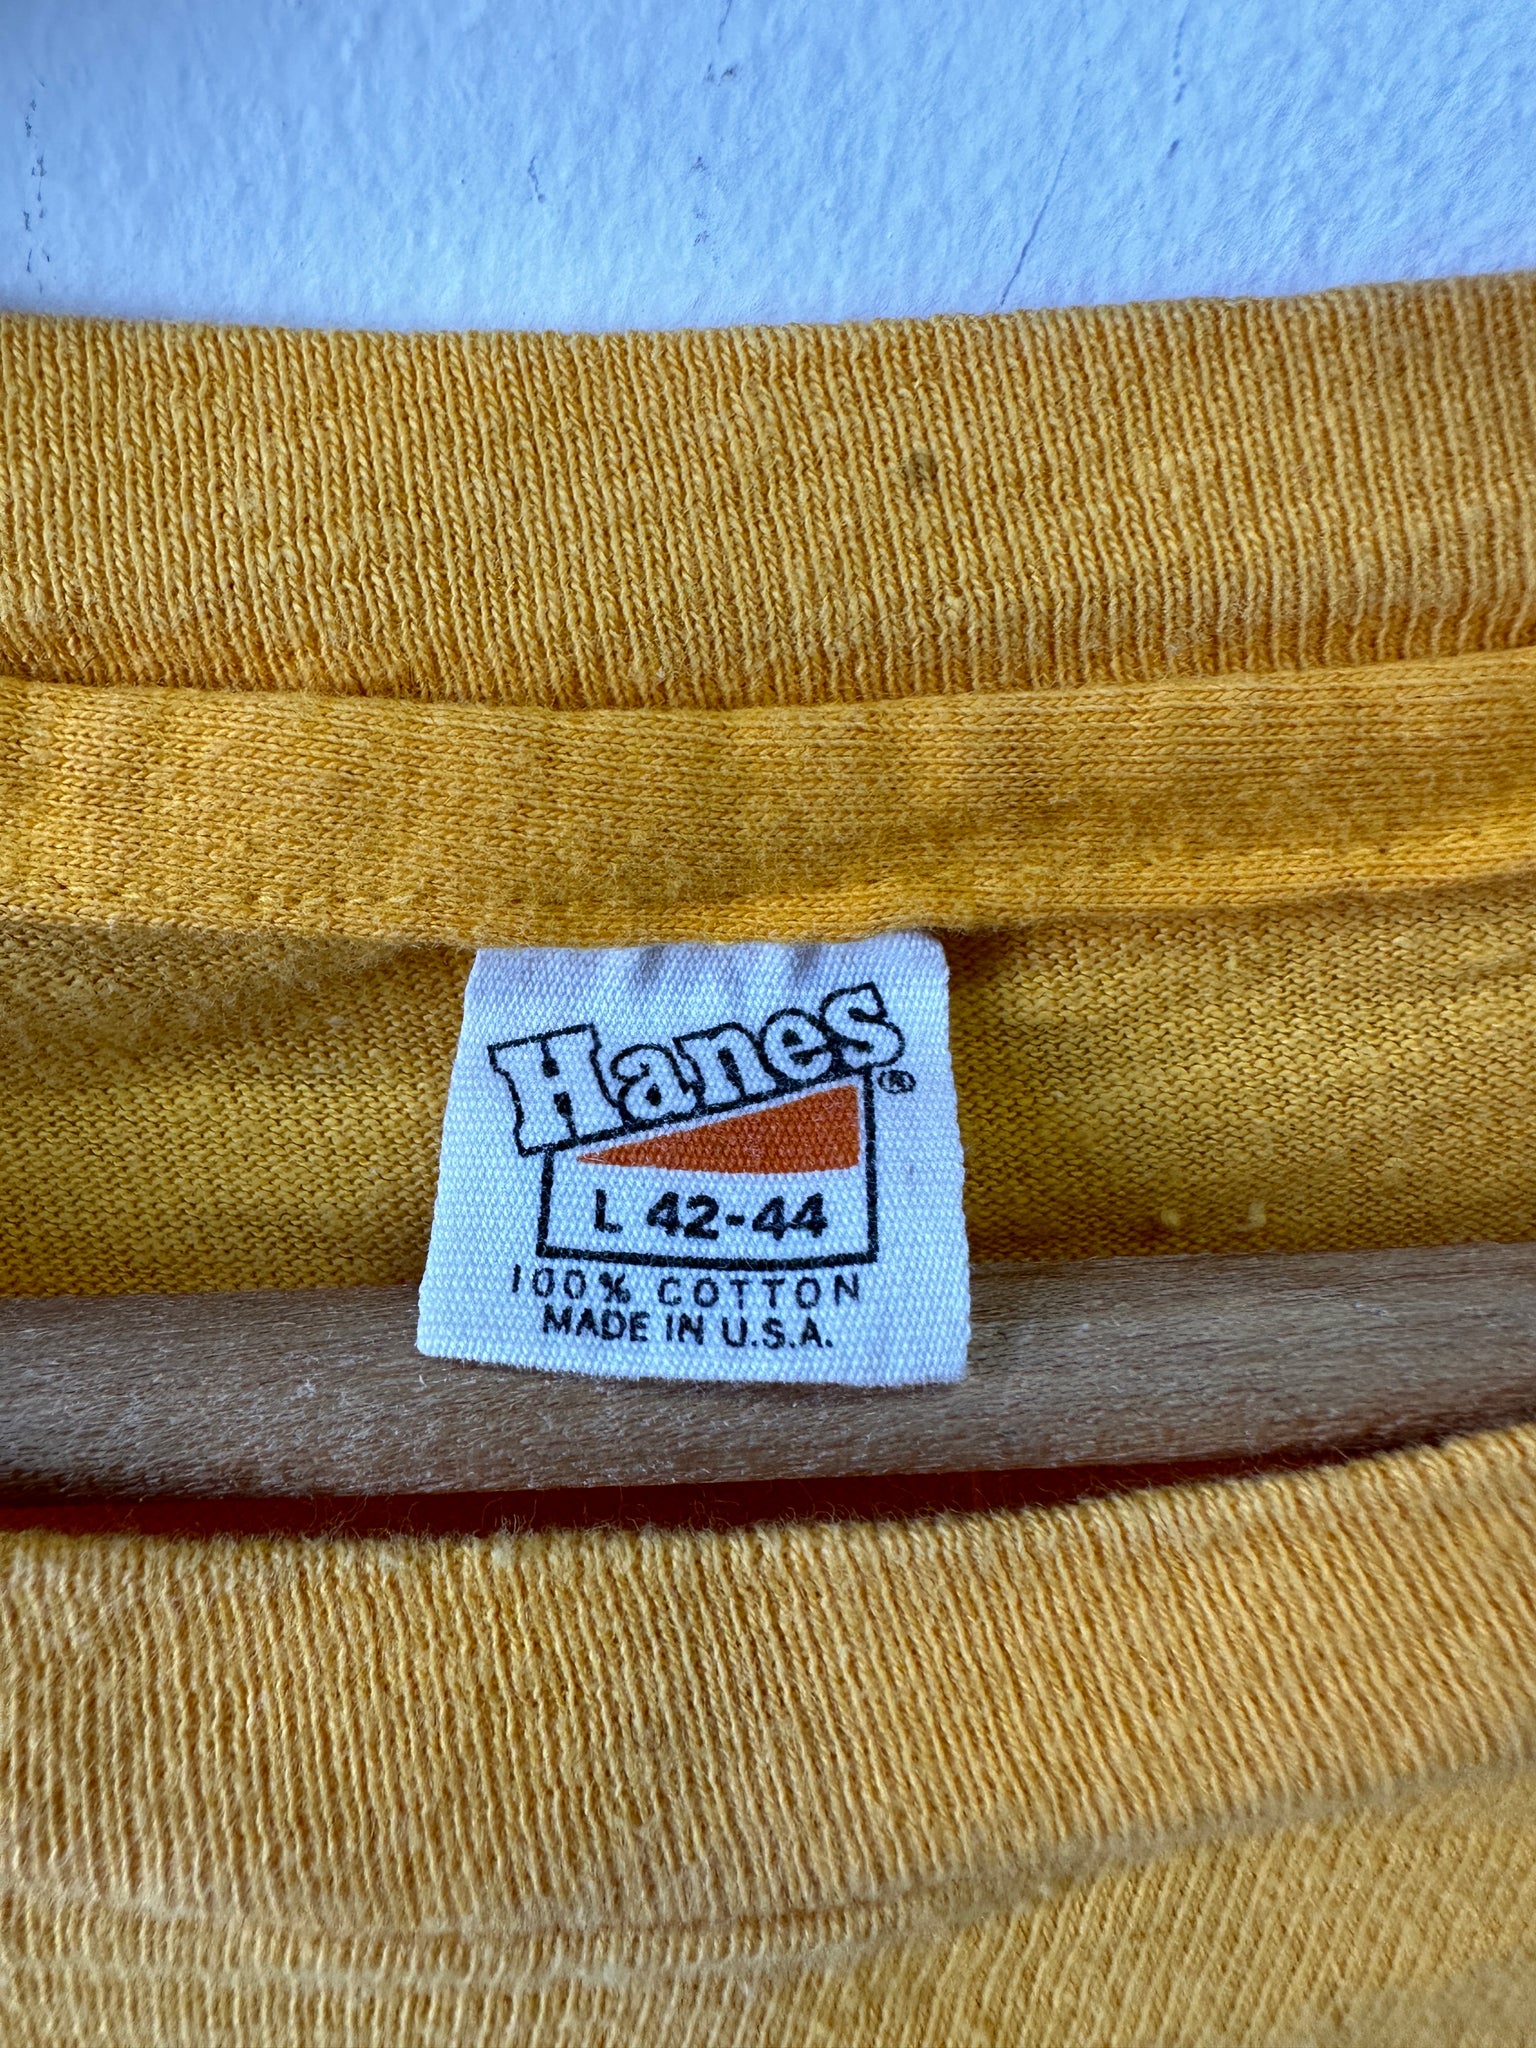 Hanes®
L 42-44
100% COTTON
MADE IN U.S.A.